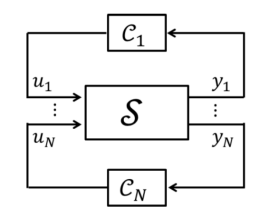 𝒞₁
u₁ y₁
⋮ 𝒮 ⋮
u_N y_N
𝒞_N